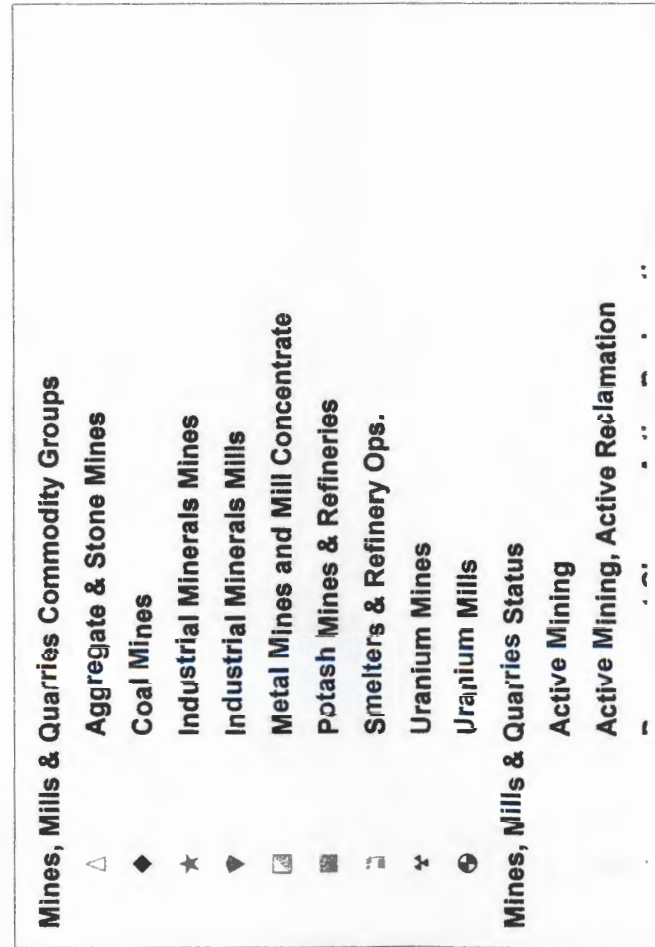 Mines, Mills & Quarries Commodity Groups
Aggregate & Stone Mines
Coal Mines
Industrial Minerals Mines
Industrial Minerals Mills
Metal Mines and Mill Concentrate
Potash Mines & Refineries
Smelters & Refinery Ops.
Uranium Mines
Uranium Mills
Mines, Mills & Quarries Status
Active Mining
Active Mining, Active Reclamation